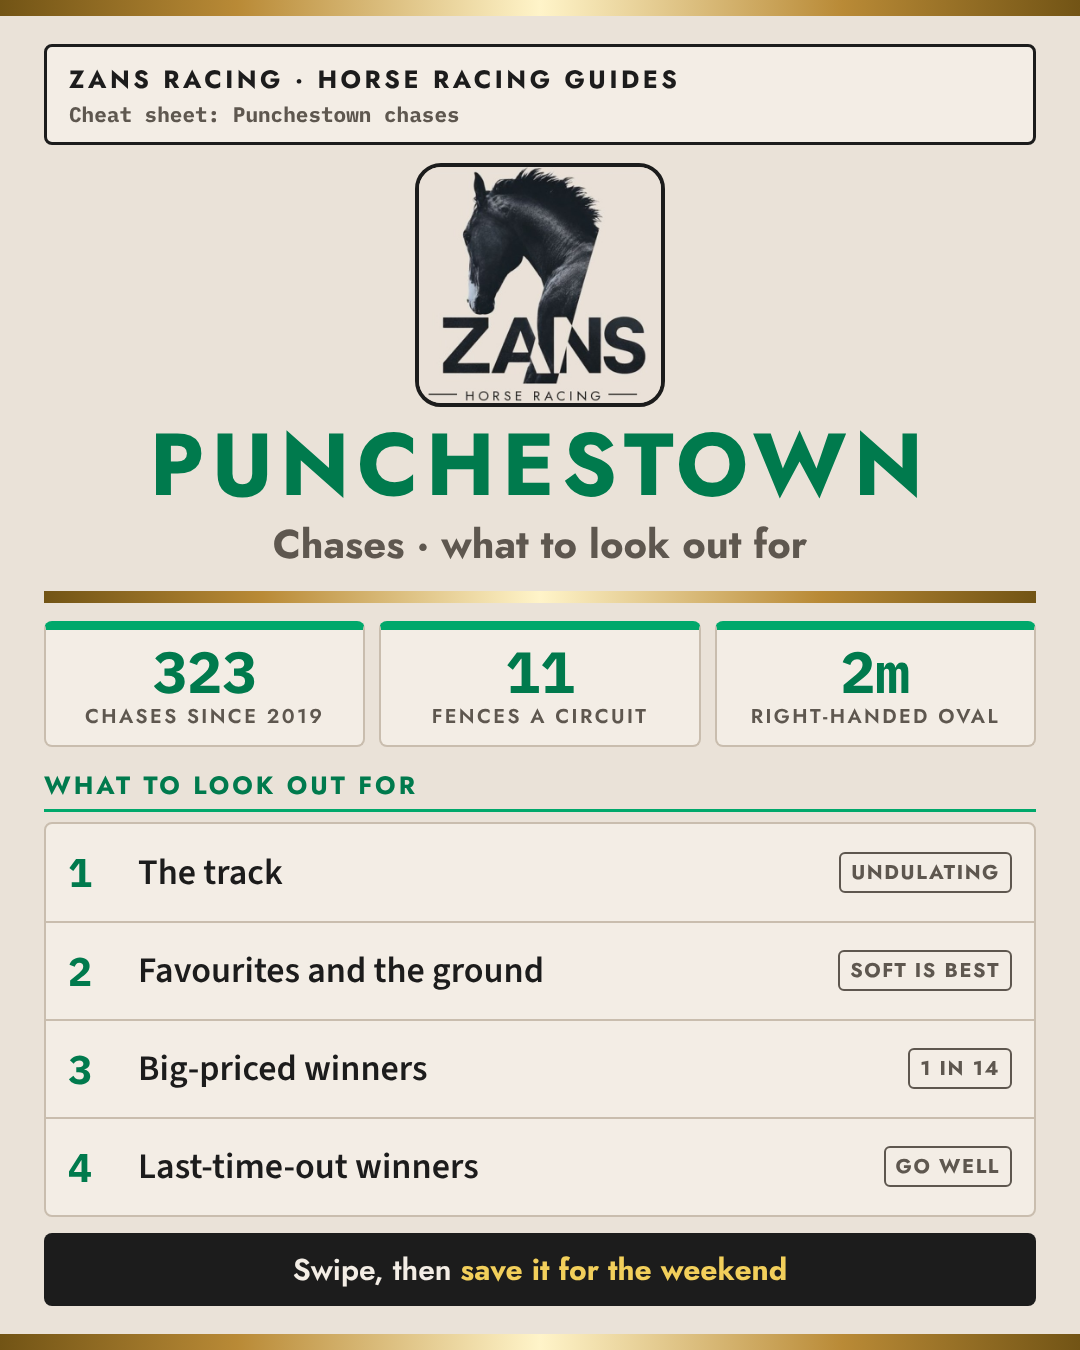 ZANS RACING · HORSE RACING GUIDES
Cheat sheet: Punchestown chases
ZANS
HORSE RACING
PUNCHESTOWN
Chases · what to look out for
323
CHASES SINCE 2019
11
FENCES A CIRCUIT
2m
RIGHT-HANDED OVAL
WHAT TO LOOK OUT FOR
1 The track UNDULATING
2 Favourites and the ground SOFT IS BEST
3 Big-priced winners 1 IN 14
4 Last-time-out winners GO WELL
Swipe, then save it for the weekend